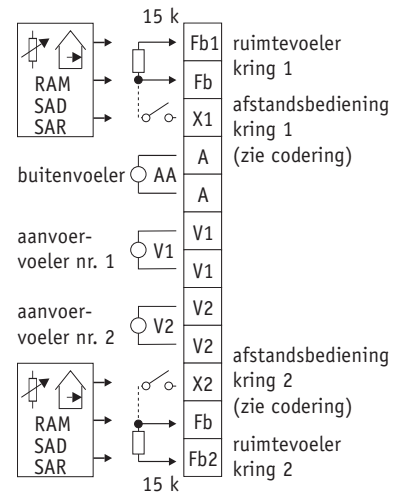 15 k
Fb1 ruimtevoeler
kring 1
Fb
RAM
SAD
SAR
X1 afstandsbediening
kring 1
(zie codering)
A
buitenvoeler AA
A
V1
aanvoer-
voeler nr. 1
V1
V1
V2
aanvoer-
voeler nr. 2
V2
V2
afstandsbediening
X2 kring 2
(zie codering)
Fb
RAM
SAD
SAR
Fb2 ruimtevoeler
kring 2
15 k